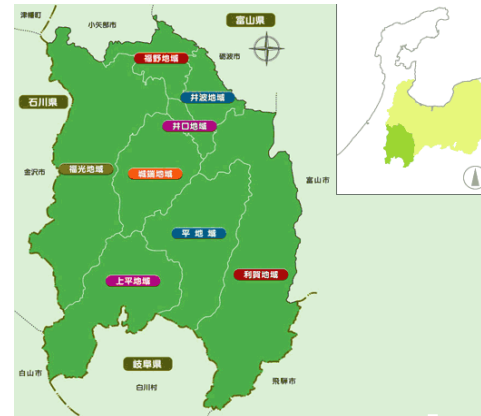 津幡町
小矢部市
富山県
砺波市
福野地域
井波地域
石川県
井口地域
金沢市
福光地域
城端地域
富山市
平地域
利賀地域
上平地域
岐阜県
白山市
白川村
飛騨市